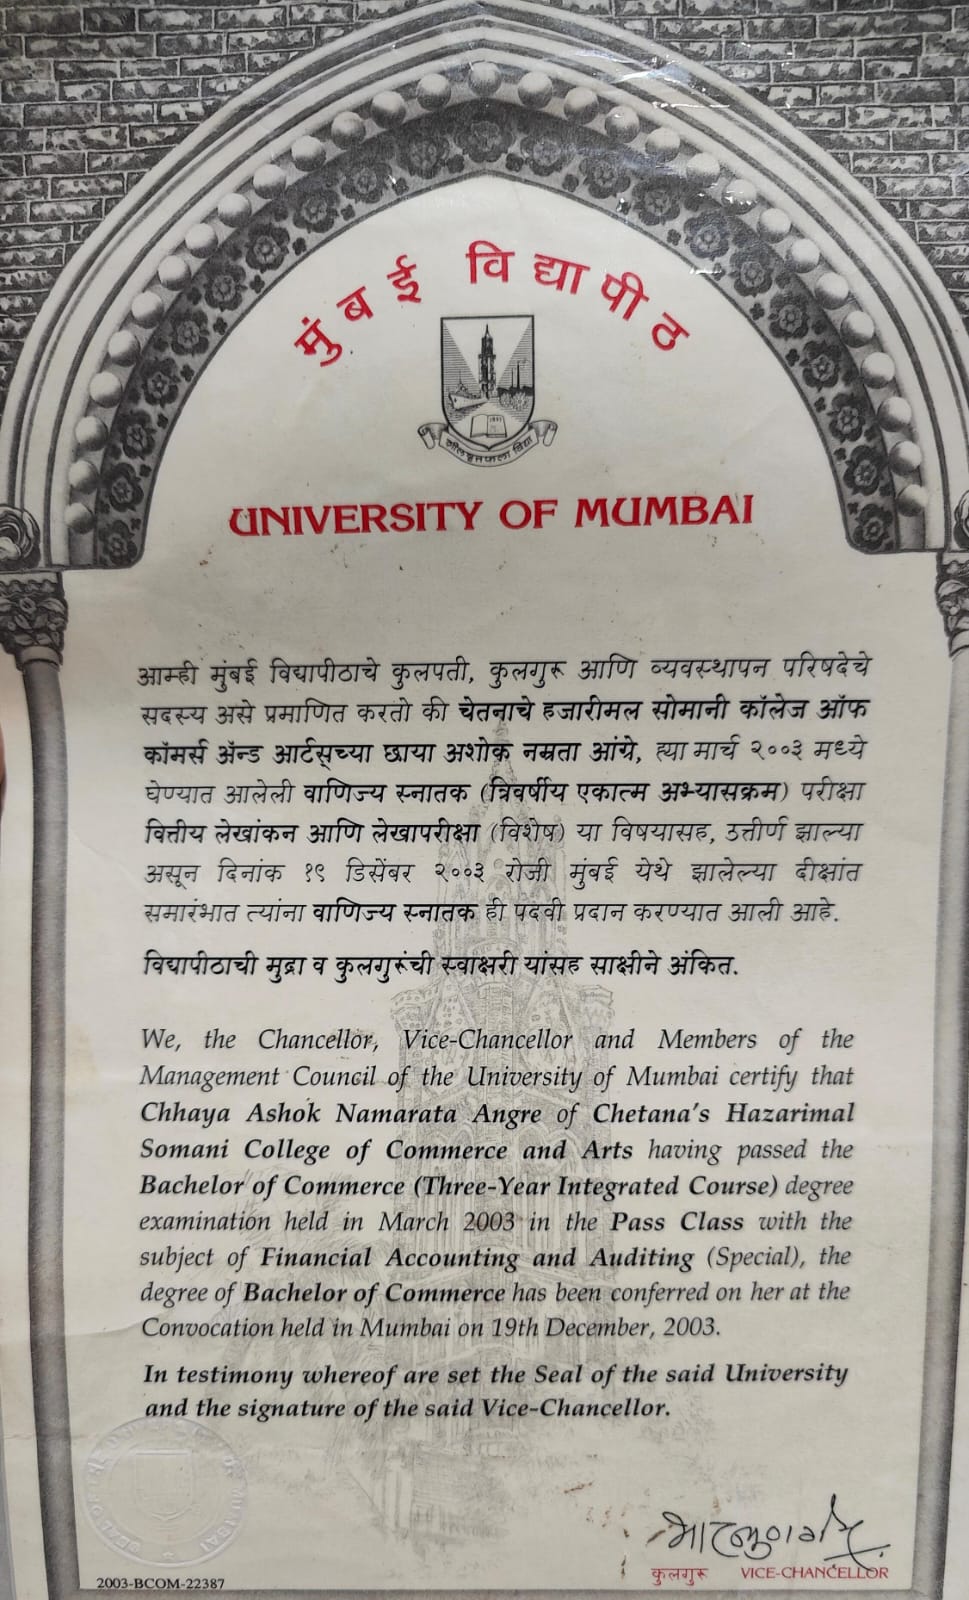 मुंबई विद्यापीठ
शीलवृतफला विद्या
UNIVERSITY OF MUMBAI
आम्ही मुंबई विद्यापीठाचे कुलपती, कुलगुरू आणि व्यवस्थापन परिषदेचे
सदस्य असे प्रमाणित करतो की चेतनाचे हजारीमल सोमानी कॉलेज ऑफ
कॉमर्स ॲन्ड आर्टस्‌च्या छाया अशोक नम्रता आंग्रे, ह्या मार्च २००३ मध्ये
घेण्यात आलेली वाणिज्य स्नातक (त्रिवर्षीय एकात्म अभ्यासक्रम) परीक्षा
वित्तीय लेखांकन आणि लेखापरीक्षा (विशेष) या विषयासह, उत्तीर्ण झाल्या
असून दिनांक १९ डिसेंबर २००३ रोजी मुंबई येथे झालेल्या दीक्षांत
समारंभात त्यांना वाणिज्य स्नातक ही पदवी प्रदान करण्यात आली आहे.
विद्यापीठाची मुद्रा व कुलगुरूंची स्वाक्षरी यांसह साक्षीने अंकित.
We, the Chancellor, Vice-Chancellor and Members of the
Management Council of the University of Mumbai certify that
Chhaya Ashok Namarata Angre of Chetana's Hazarimal
Somani College of Commerce and Arts having passed the
Bachelor of Commerce (Three-Year Integrated Course) degree
examination held in March 2003 in the Pass Class with the
subject of Financial Accounting and Auditing (Special), the
degree of Bachelor of Commerce has been conferred on her at the
Convocation held in Mumbai on 19th December, 2003.
In testimony whereof are set the Seal of the said University
and the signature of the said Vice-Chancellor.
कुलगुरू VICE-CHANCELLOR
2003-BCOM-22387